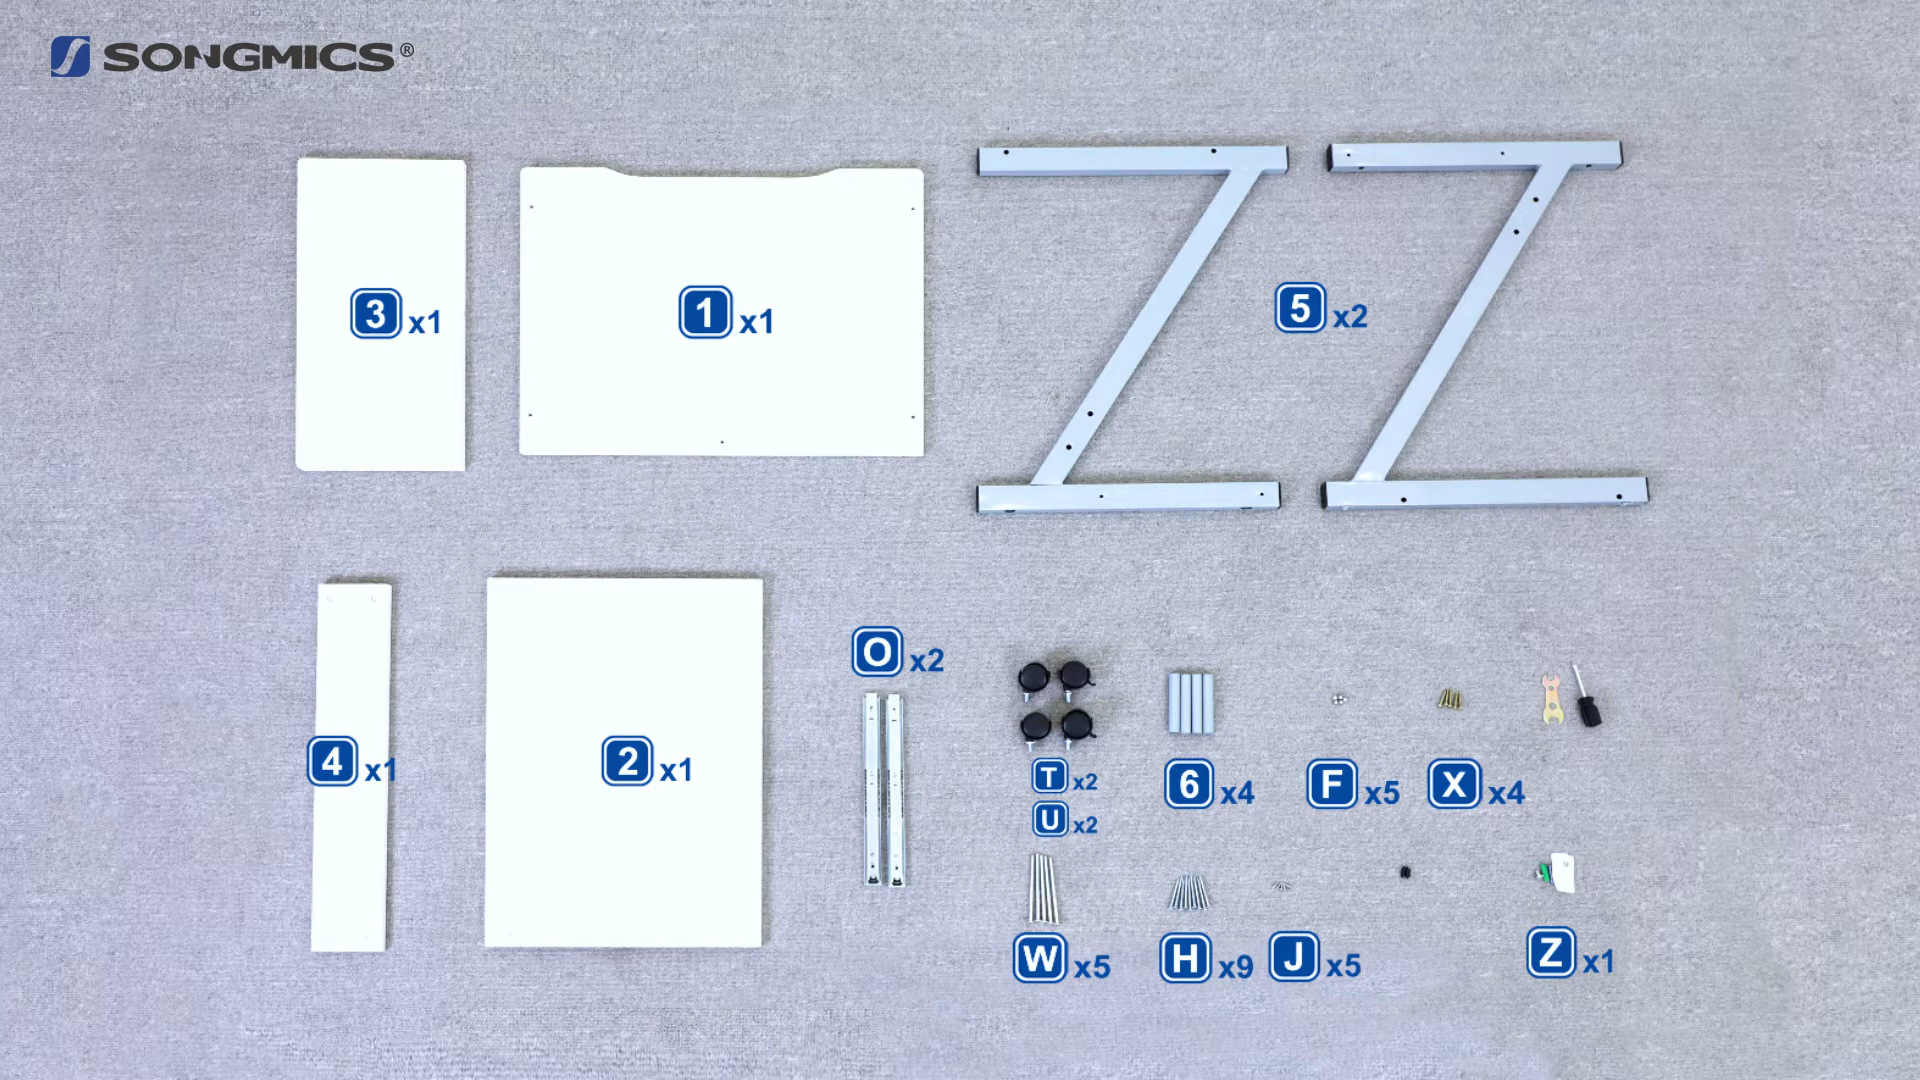 SONGMICS®
3 x1
1 x1
5 x2
4 x1
2 x1
O x2
T x2
U x2
6 x4
F x5
X x4
W x5
H x9
J x5
Z x1